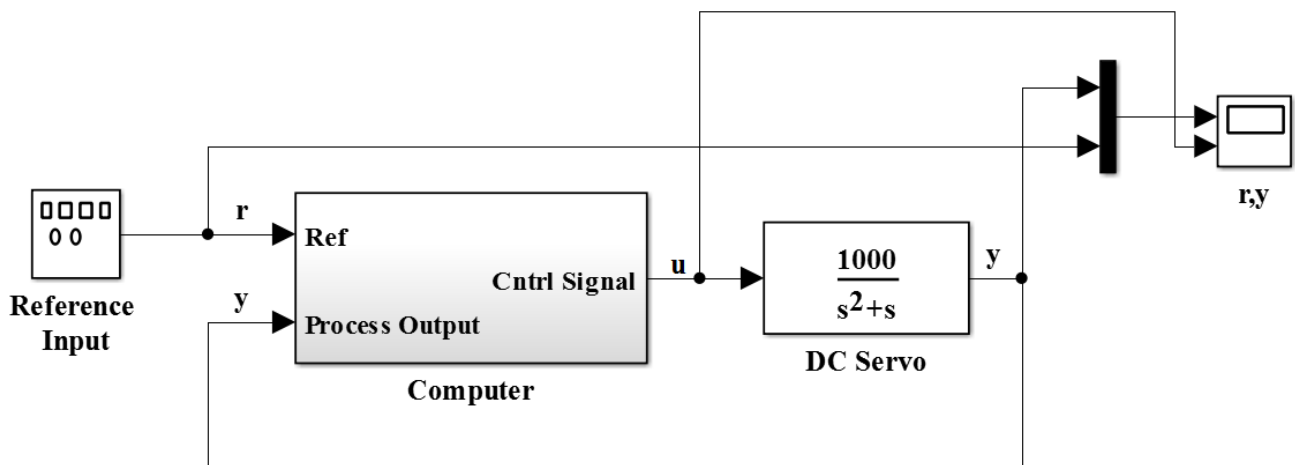 r,y
r
Ref
Reference
Input
y
Process Output
Cntrl Signal
Computer
u
1000
s²+s
DC Servo
y